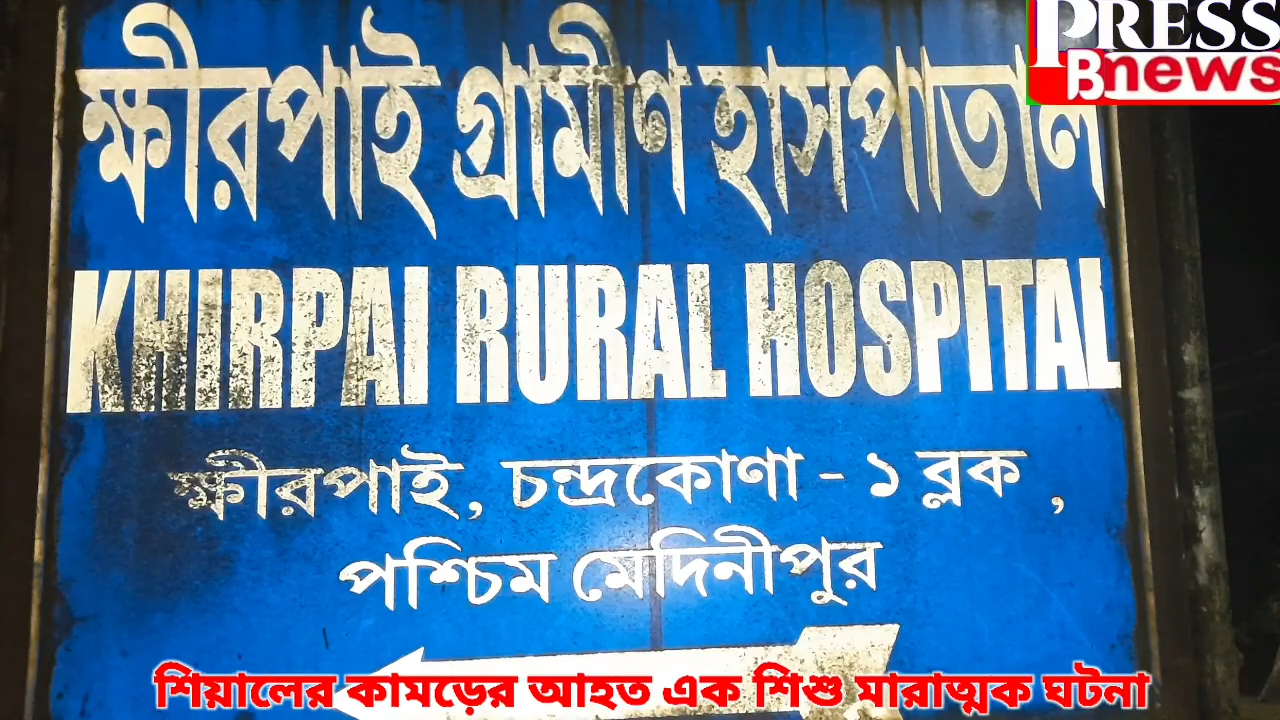 PRESS
Bnews
ক্ষীরপাই গ্রামীণ হাসপাতাল
KHIRPAI RURAL HOSPITAL
ক্ষীরপাই, চন্দ্রকোণা - ১ ব্লক ,
পশ্চিম মেদিনীপুর
শিয়ালের কামড়ের আহত এক শিশু মারাত্মক ঘটনা